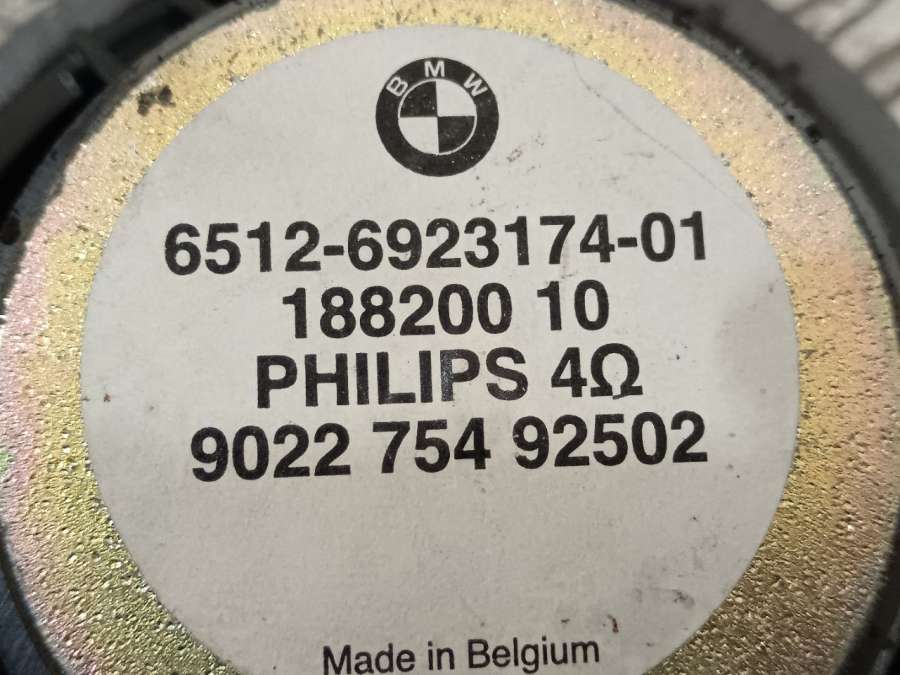 BMW
6512-6923174-01
188200 10
PHILIPS 4Ω
9022 754 92502
Made in Belgium